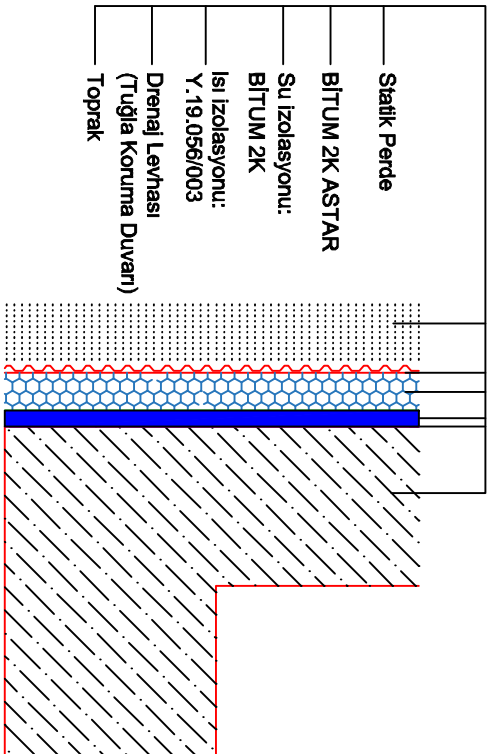 Statik Perde
BİTUM 2K ASTAR
Su izolasyonu:
BİTUM 2K
Isı izolasyonu:
Y.19.056/003
Drenaj Levhası
(Tuğla Koruma Duvarı)
Toprak